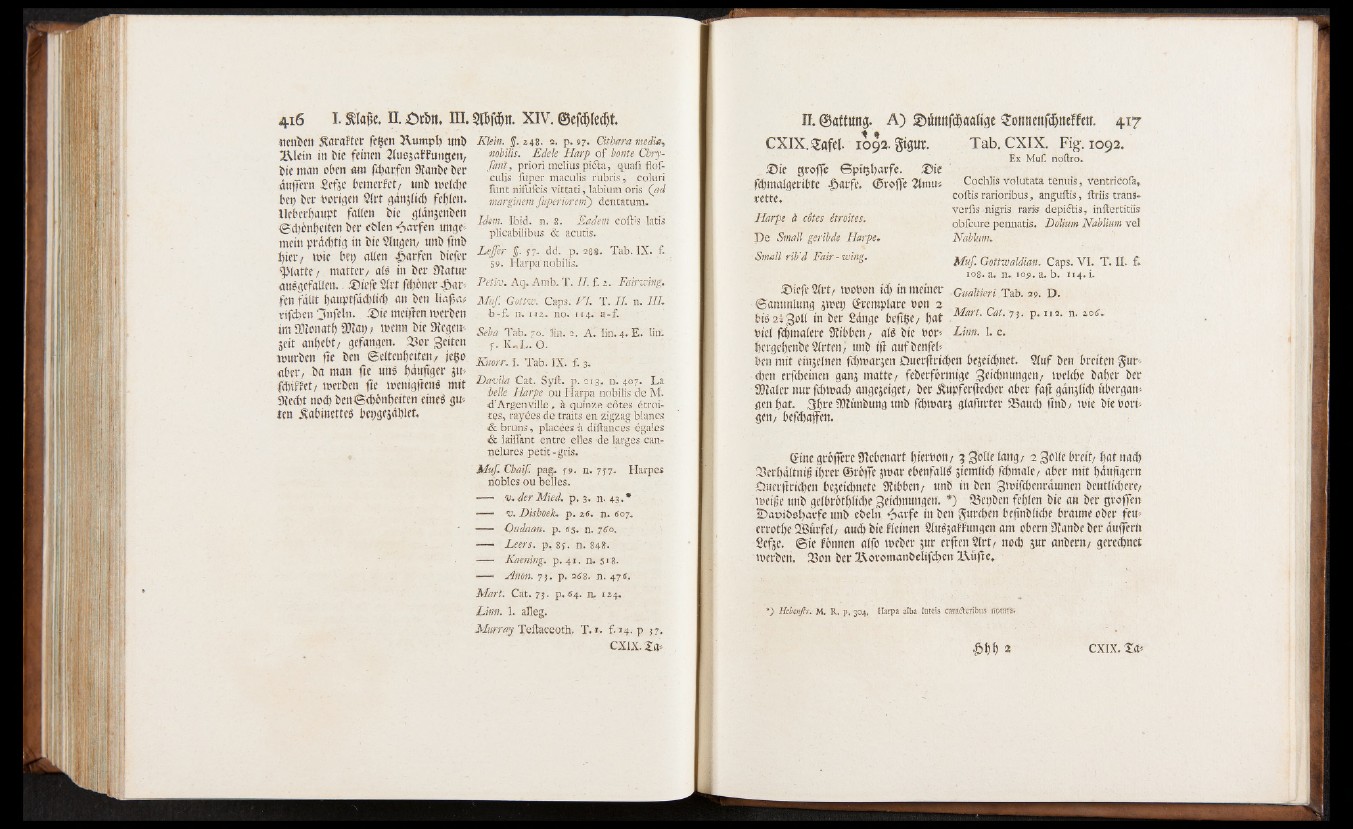 416 I. Klaße. II. Ordn. III. Abschn. XIV. Geschlecht.
nenden Karakter setzen Rumph und
Klein in die feinen Auszakkungen,
die man oben am scharfen Rande der
äussern Lefze bemerket, und welche
bey der vorigen Art gänzlich fehlen.
Ueberhaupt fallen die glänzenden
Schönheiten der edlen Harfen unge-
mein prächtig in die Augen, und sind
hier, wie bey allen Harfen dieser
Platte, matter, als in der Natur
ausgefallen. Diese Art schöner Har-
fen fällt hauptsächlich an den liaßa-
rischen Inseln. Die meisten werden
im Monath May, wenn die Regen-
zeit anhebt, gefangen. Vor Zeiten
wurden sie den Seltenheiten, jetzo
aber, da man sie uns häufiger zu-
schikket, werden sie wenigstens mit
Recht noch den Schönheiten eines gu-
ten Kabinettes beygezählet.
Klein. §. 248. 2. p. 97. Cithara media,
nobilis. Edele Harp of bonte Chry-
sant, priori melius picta, quasi flos-
culis super maculis rubris, coluri
sunt nisulcis vittati, labium oris (ad
marginem superiorem) dentatum.
Idem. Ibid. n. 8. Eadem costis latis
plicabilibus & acutis.
Lesser §. 57. dd. p. 288. Tab. IX. f.
59. Harpa nobilis.
Petiv. Aq. Amb. T. II. f. 2. Fairwing.
Mus. Gottw. Caps. VI. T. II. n. III.
b-f. n. 112. no. 114. a-f.
Seba Tab. 70. lin. 2. A. lin. 4. E. lin.
5. K. L. O.
Knorr. I. Tab. IX. f. 3.
Davila Cat. Syst. p. 213. n. 407. La
belle Harpe ou Harpa nobilis de M.
d'Argenville, à quinze côtes étroi-
tes, rayées de traits en zigzag blancs
& bruns, placées à distances égales
& laissant entre elles de larges can-
nelures petit-gris.
Mus. Chais. pag. 59. n. 757. Harpes
nobles ou belles.
— v. der Mied. p. 3. n. 43.*
— v. Disboek. p. 26. n. 607.
— Oudaan. p. 65. n. 760.
— Leers. p. 85. n. 848.
— Koening. p. 41. n. 518.
— Anon. 73. p. 268. n. 476.
Mart. Cat. 73. p. 64. n. 124.
Linn. l. alleg.
Murray Testaceoth. T. 1. f. 14. p 37.
CXIX. Ta-
II. Gattung. A) Dünnschaalige Tonnenschnekken. 417
CXIX. Tafel. 1092. Figur.
Die grosse Spitzharfe. Die
schmalgeribte Harfe. Grosse Amu-
rette.
Harpe à côtes étroites.
De Small geribde Harpe.
Small rib'd Fair-wing.
Tab. CXIX. Fig. 1092.
Ex Mus. nostro.
Cochlis volutata tenuis, ventricosa,
costis rarioribus, angustis, striis trans-
versis nigris raris depictis, instertitiis
obscure pennatis. Dolium Nablium vel
Nablum.
Mus. Gottwaldian. Caps. VI. T. II. f.
108. a. n. 109. a. b. 114. i.
Gualtieri Tab. 29. D.
Mart. Cat. 73. p. 112. n. 206.
Linn. l. c.
Diese Art, wovon ich in meiner
Sammlung zwey Exemplare von 2
bis 2½ Zoll in der Länge besitze, hat
viel schmalere Ribben, als die vor-
hergehende Arten, und ist auf densel-
ben mit einzelnen schwarzen Querstrichen bezeichnet. Auf den breiten Fur-
chen erscheinen ganz matte, federförmige Zeichnungen, welche daher der
Maler nur schwach angezeiget, der Kupferstecher aber fast gänzlich übergan-
gen hat. Ihre Mündung und schwarz glasurter Bauch sind, wie die vori-
gen, beschaffen.
Eine grössere Nebenart hiervon, 3 Zolle lang, 2 Zolle breit, hat nach
Verhältniß ihrer Grösse zwar ebenfalls ziemlich schmale, aber mit häufigern
Querstrichen bezeichnete Ribben, und in den Zwischenräumen deutlichere,
weiße und gelbröthliche Zeichnungen. *) Beyden fehlen die an der grossen
Davidsharfe und edeln Harfe in den Furchen befindliche braune oder feu-
errothe Würfel, auch die kleinen Auszakkungen am obern Rande der äussern
Lefze. Sie können also weder zur ersten Art, noch zur andern, gerechnet
werden. Von der Koromandelischen Küste.
*) Hebenstr. M. R. p. 304. Harpa alba luteis caracteribus notata.
Hhh 2 CXIX. Ta-